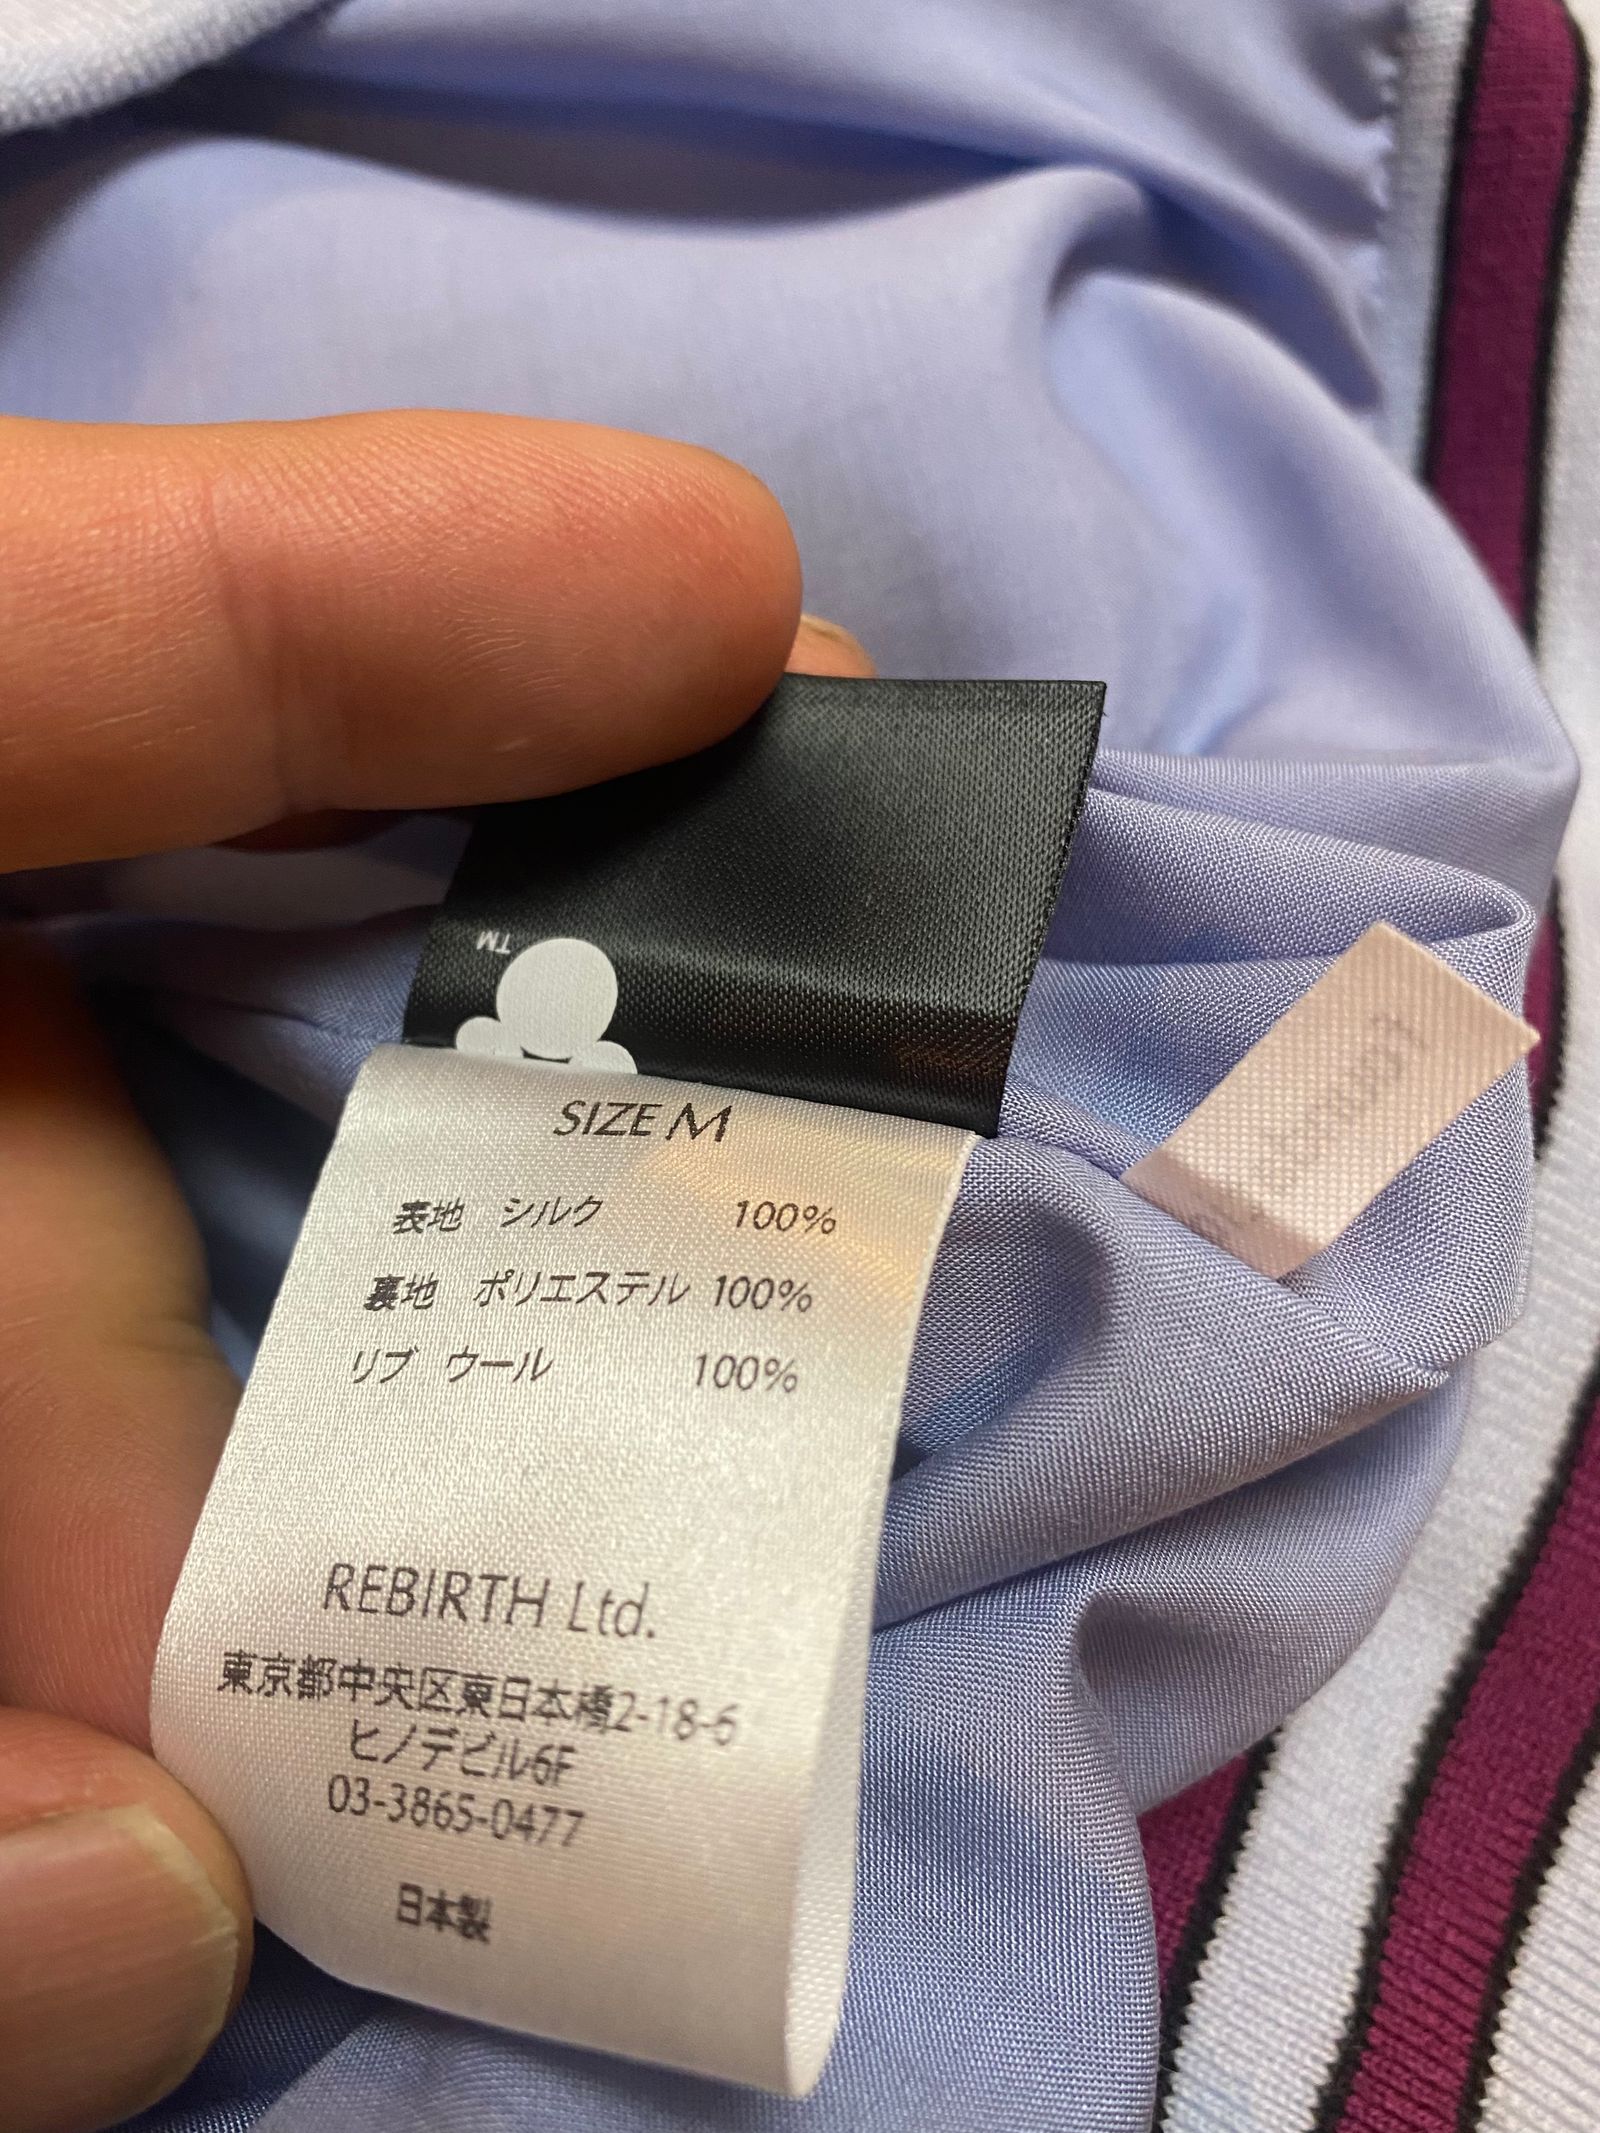 TM
SIZE M
表地 シルク 100%
裏地 ポリエステル 100%
リブ ウール 100%
REBIRTH Ltd.
東京都中央区東日本橋2-18-6
ヒノデビル6F
03-3865-0477
日本製